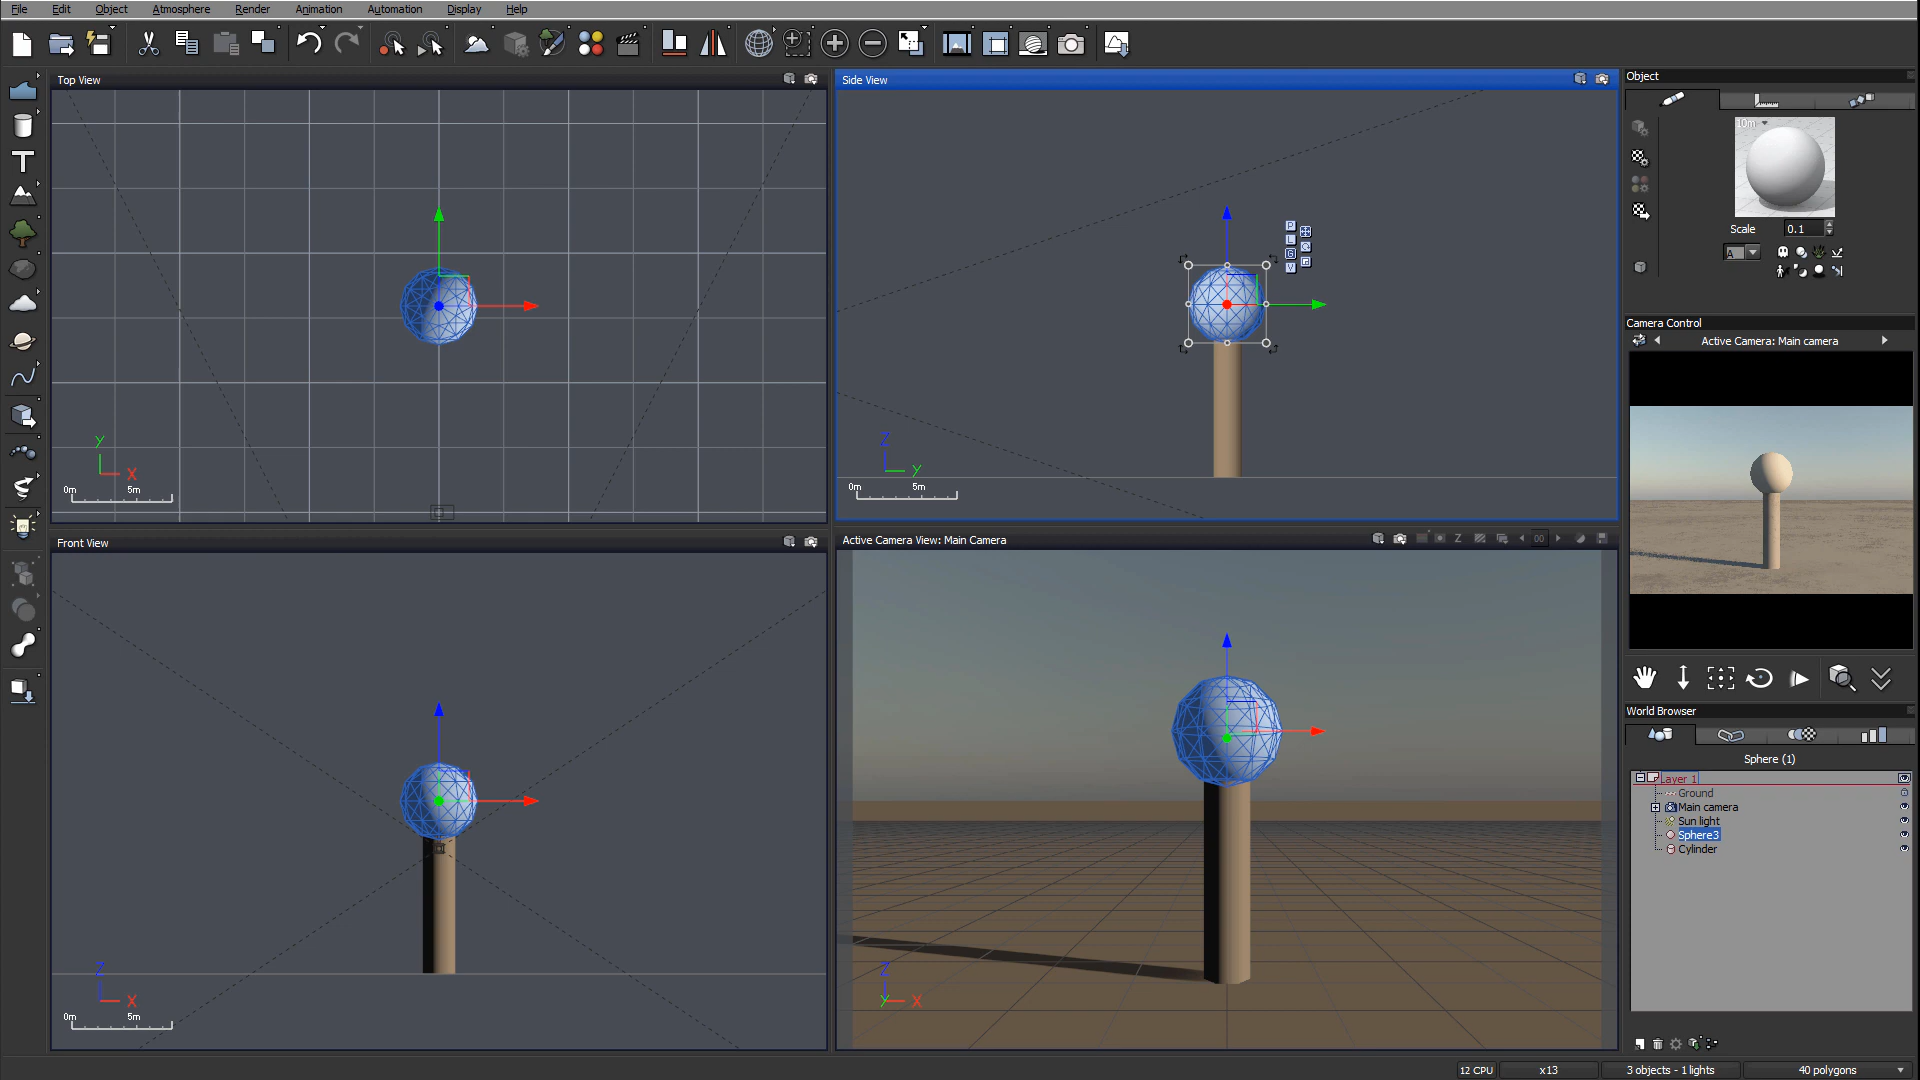 File Edit Object Atmosphere Render Animation Automation Display Help
Top View
Side View
Object
10m
Scale 0.1
A
P
L
G
V
Camera Control
Active Camera: Main camera
Y
X
0m 5m
Z
Y
0m 5m
Front View
Active Camera View: Main Camera
Z
00
World Browser
Sphere (1)
Layer 1
Ground
Main camera
Sun light
Sphere3
Cylinder
Z
X
0m 5m
Z
Y
X
12 CPU x13 3 objects - 1 lights 40 polygons